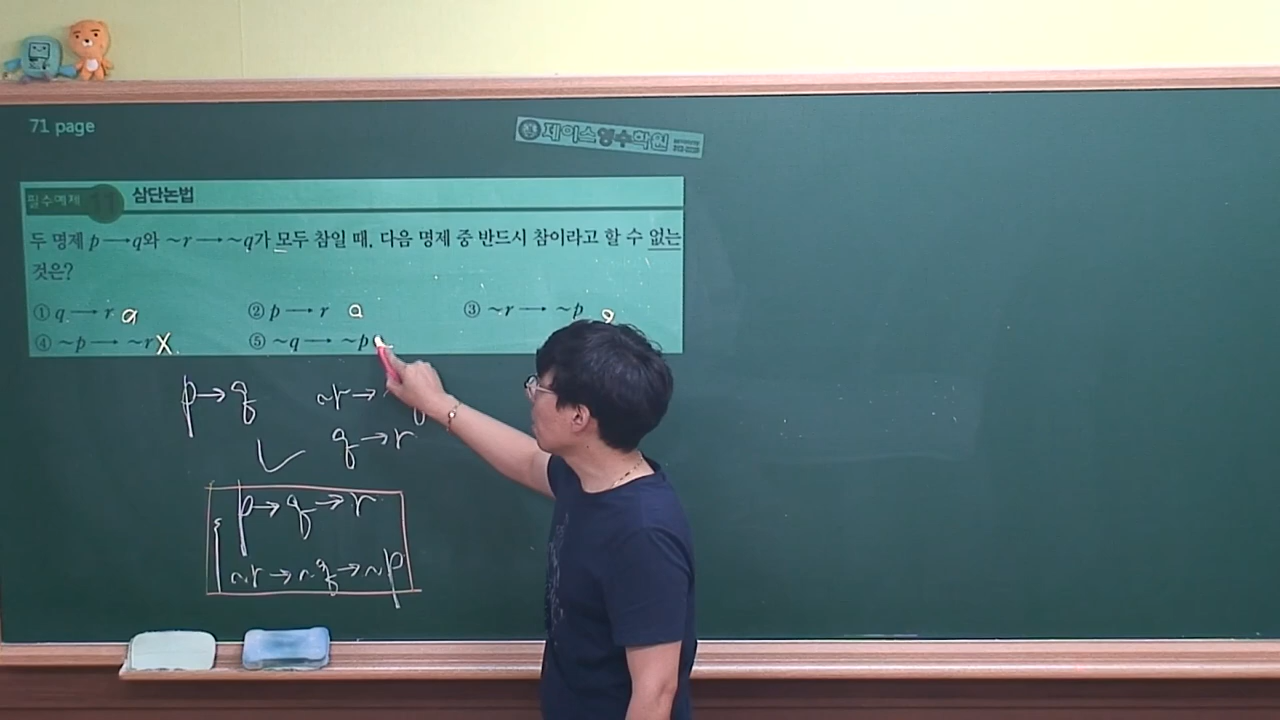 71 page
제이스영수학원
필수예제 11 삼단논법
두 명제 p → q와 ~r → ~q가 모두 참일 때, 다음 명제 중 반드시 참이라고 할 수 없는
것은?
① q → r o ② p → r o ③ ~r → ~p o
④ ~p → ~r X ⑤ ~q → ~p
p → q ~r →
q → r
p → q → r
~r → ~q → ~p